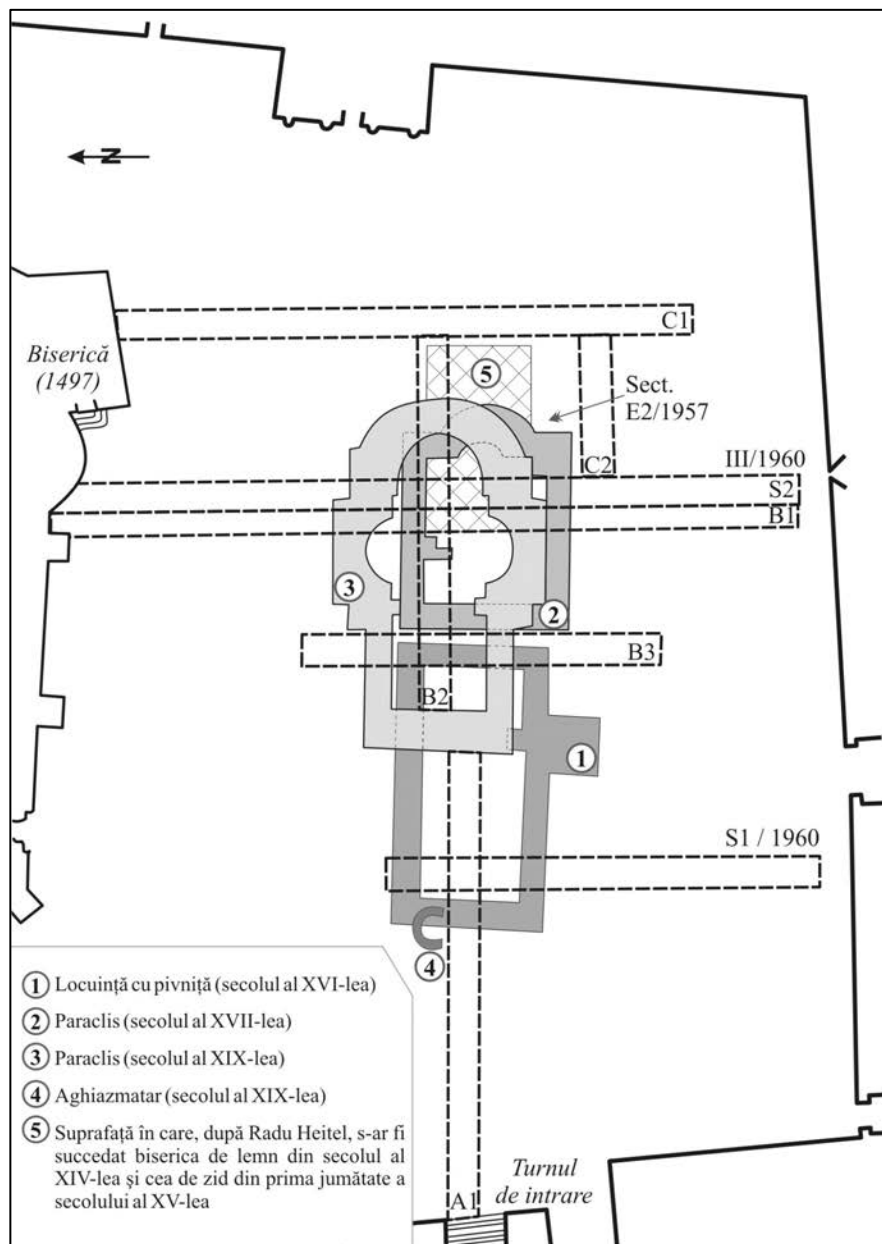 N
C1
Biserică
(1497)
5
Sect.
E2/1957
C2
III/1960
S2
B1
3
2
B3
B2
1
S1 / 1960
4
1 Locuință cu pivniță (secolul al XVI-lea)
2 Paraclis (secolul al XVII-lea)
3 Paraclis (secolul al XIX-lea)
4 Aghiazmatar (secolul al XIX-lea)
5 Suprafață în care, după Radu Heitel, s-ar fi
succedat biserica de lemn din secolul al
XIV-lea și cea de zid din prima jumătate a
secolului al XV-lea
A1
Turnul
de intrare